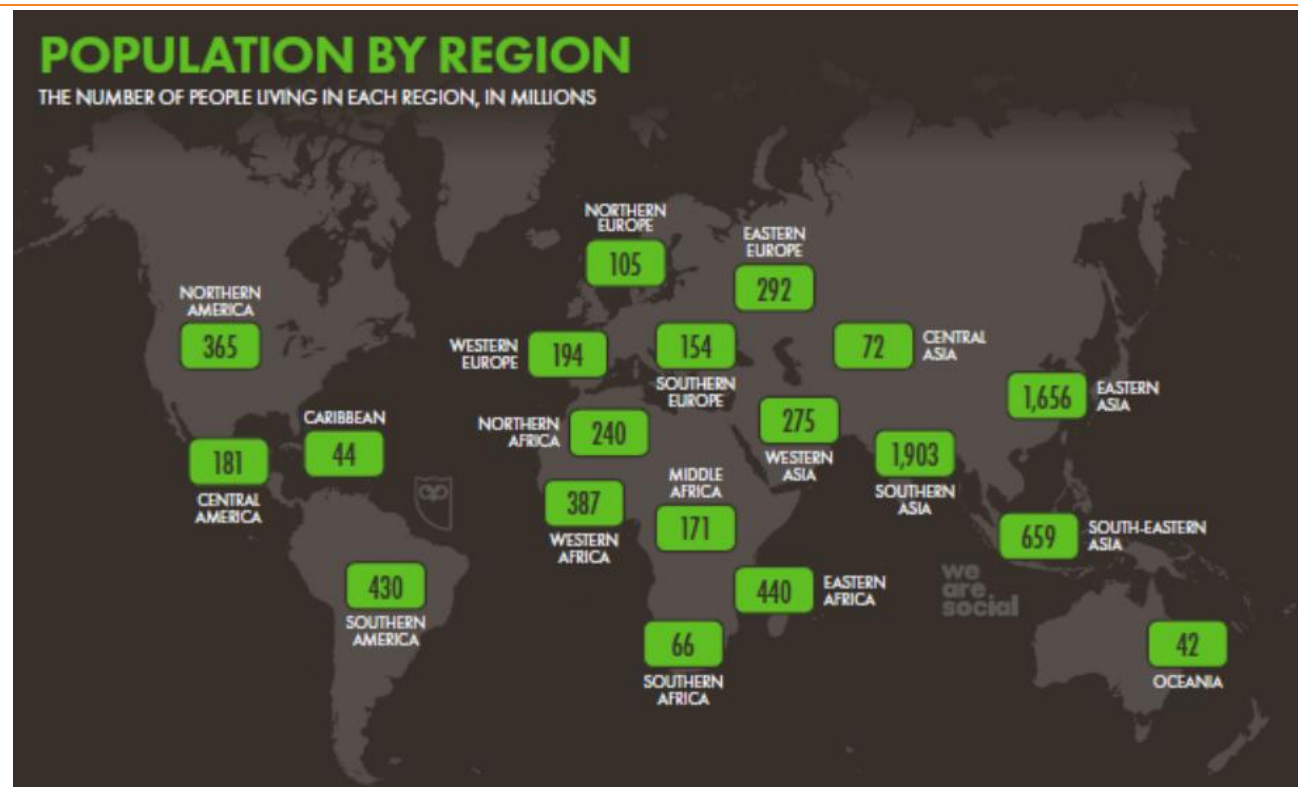 POPULATION BY REGION
THE NUMBER OF PEOPLE LIVING IN EACH REGION, IN MILLIONS
NORTHERN
EUROPE
105
EASTERN
EUROPE
292
NORTHERN
AMERICA
365
WESTERN
EUROPE
194
154
SOUTHERN
EUROPE
72
CENTRAL
ASIA
1,656
EASTERN
ASIA
CARIBBEAN
44
NORTHERN
AFRICA
240
275
WESTERN
ASIA
1,903
SOUTHERN
ASIA
181
CENTRAL
AMERICA
387
WESTERN
AFRICA
MIDDLE
AFRICA
171
659
SOUTH-EASTERN
ASIA
430
SOUTHERN
AMERICA
440
EASTERN
AFRICA
we
are
social
66
SOUTHERN
AFRICA
42
OCEANIA